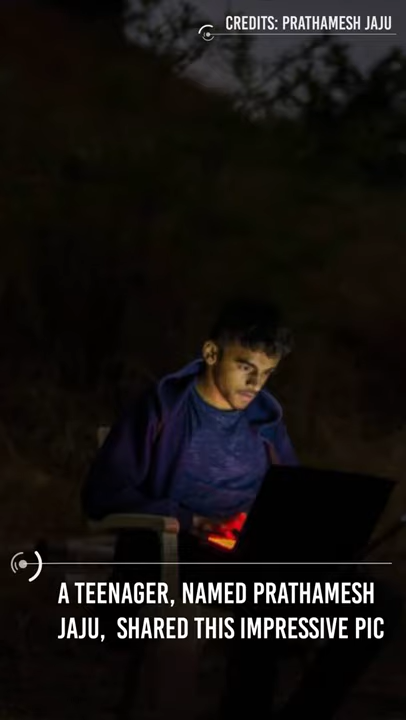 CREDITS: PRATHAMESH JAJU
A TEENAGER, NAMED PRATHAMESH
JAJU, SHARED THIS IMPRESSIVE PIC